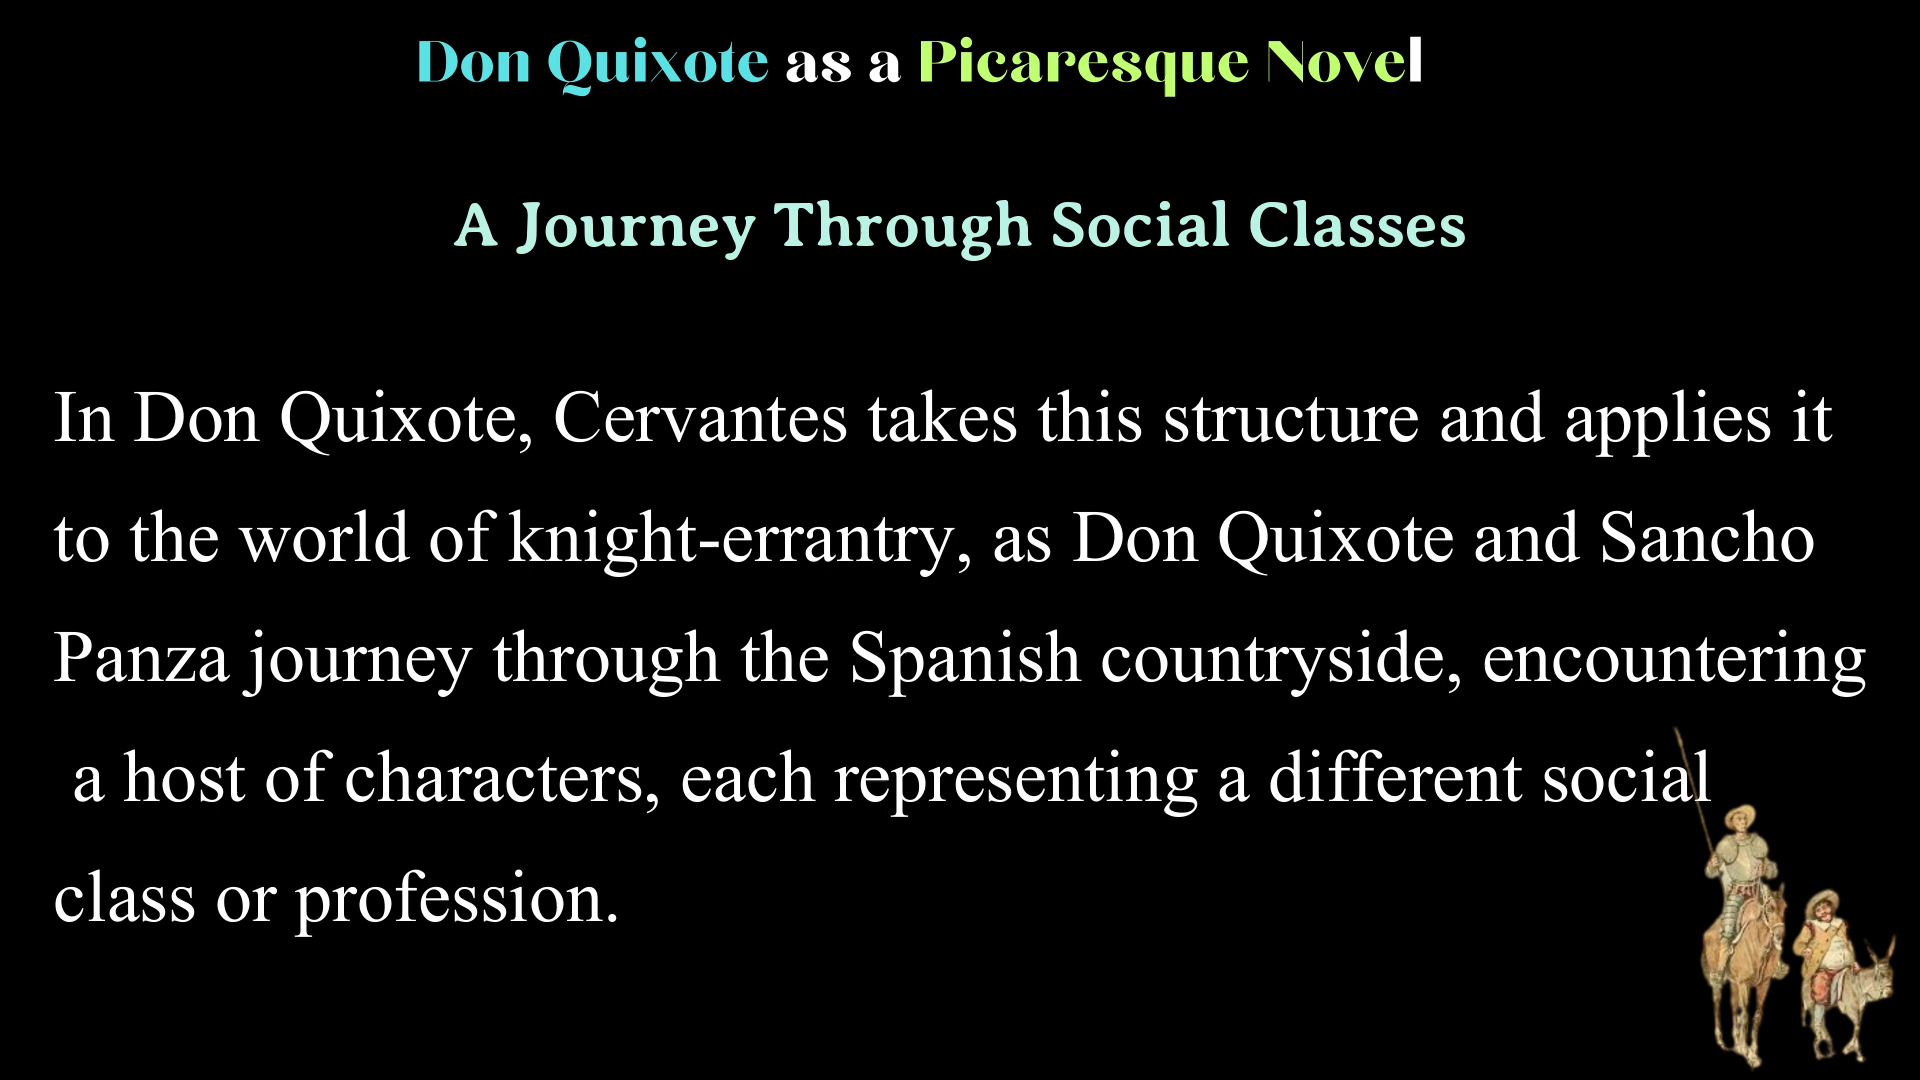 Don Quixote as a Picaresque Novel
A Journey Through Social Classes
In Don Quixote, Cervantes takes this structure and applies it
to the world of knight-errantry, as Don Quixote and Sancho
Panza journey through the Spanish countryside, encountering
a host of characters, each representing a different social
class or profession.